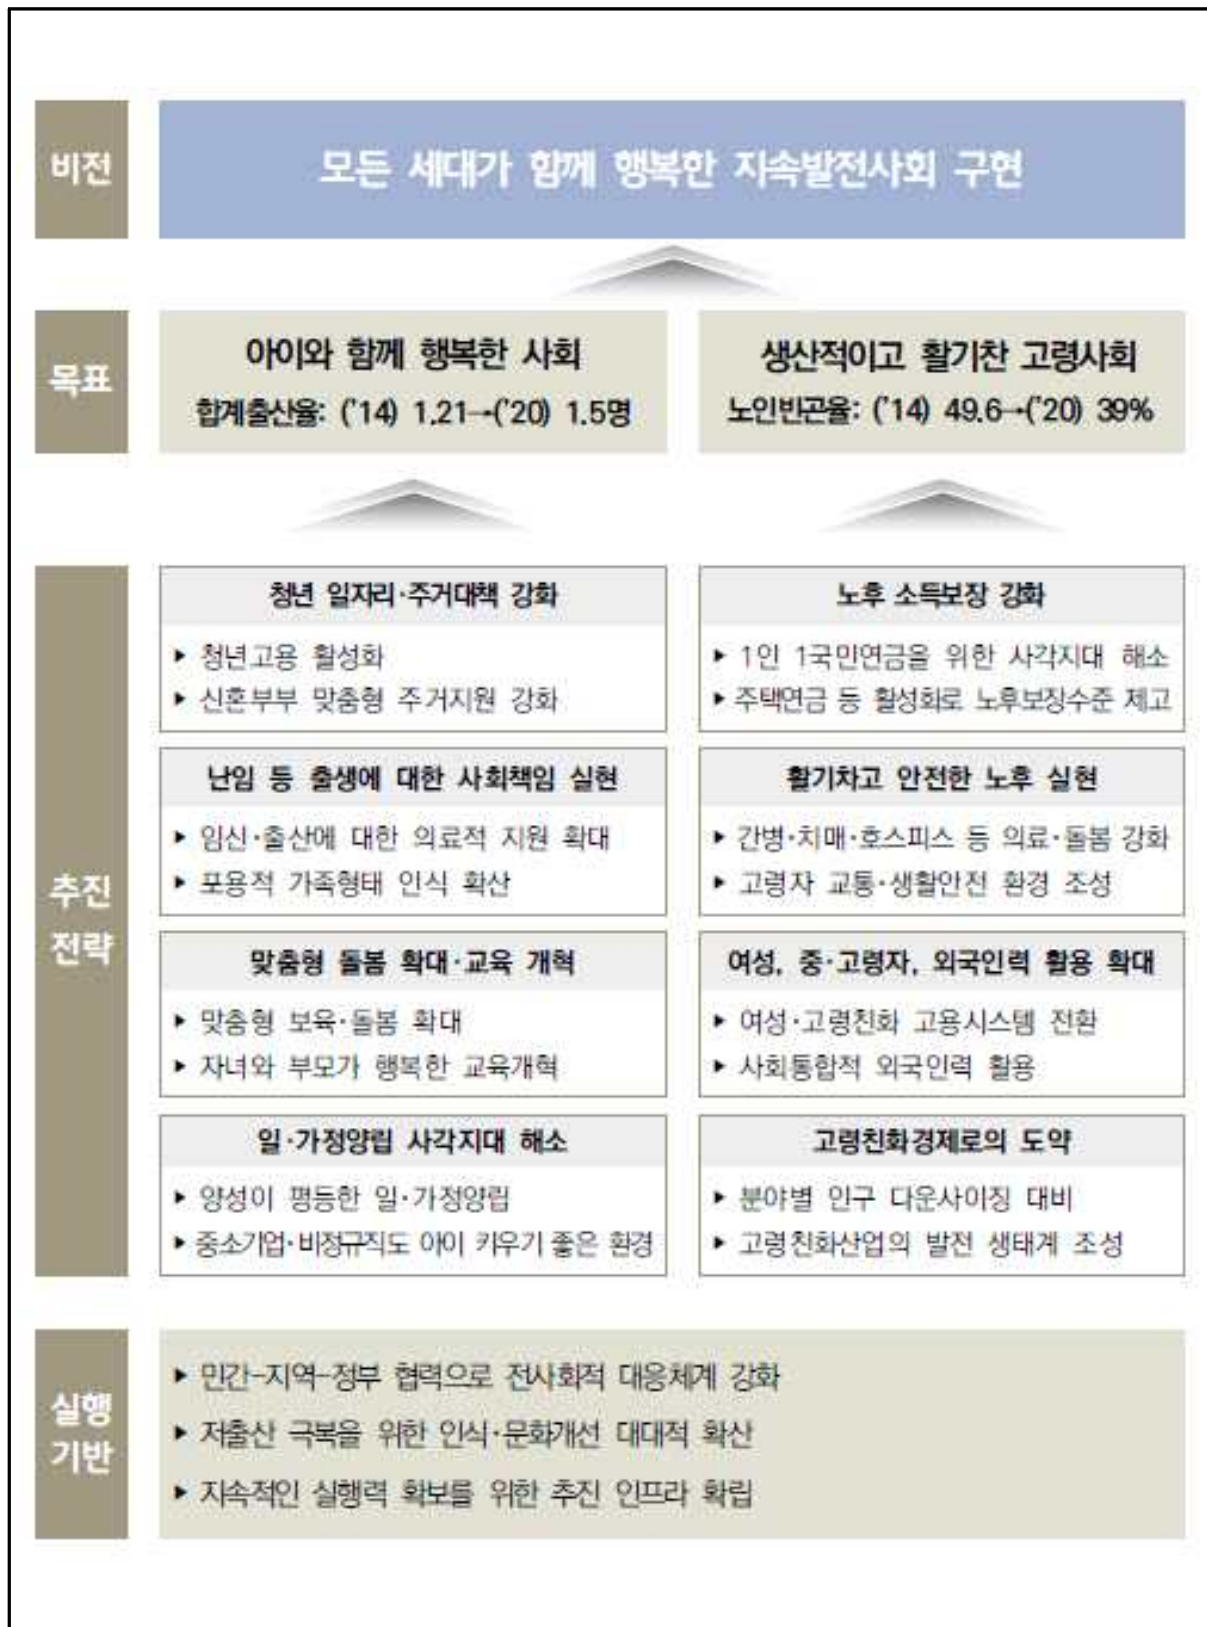 비전
모든 세대가 함께 행복한 지속발전사회 구현
목표
아이와 함께 행복한 사회
합계출산율: ('14) 1.21→('20) 1.5명
생산적이고 활기찬 고령사회
노인빈곤율: ('14) 49.6→('20) 39%
추진
전략
청년 일자리·주거대책 강화
▶ 청년고용 활성화
▶ 신혼부부 맞춤형 주거지원 강화
난임 등 출생에 대한 사회책임 실현
▶ 임신·출산에 대한 의료적 지원 확대
▶ 포용적 가족형태 인식 확산
맞춤형 돌봄 확대·교육 개혁
▶ 맞춤형 보육·돌봄 확대
▶ 자녀와 부모가 행복한 교육개혁
일·가정양립 사각지대 해소
▶ 양성이 평등한 일·가정양립
▶ 중소기업·비정규직도 아이 키우기 좋은 환경
노후 소득보장 강화
▶ 1인 1국민연금을 위한 사각지대 해소
▶ 주택연금 등 활성화로 노후보장수준 제고
활기차고 안전한 노후 실현
▶ 간병·치매·호스피스 등 의료·돌봄 강화
▶ 고령자 교통·생활안전 환경 조성
여성, 중·고령자, 외국인력 활용 확대
▶ 여성·고령친화 고용시스템 전환
▶ 사회통합적 외국인력 활용
고령친화경제로의 도약
▶ 분야별 인구 다운사이징 대비
▶ 고령친화산업의 발전 생태계 조성
실행
기반
▶ 민간-지역-정부 협력으로 전사회적 대응체계 강화
▶ 저출산 극복을 위한 인식·문화개선 대대적 확산
▶ 지속적인 실행력 확보를 위한 추진 인프라 확립